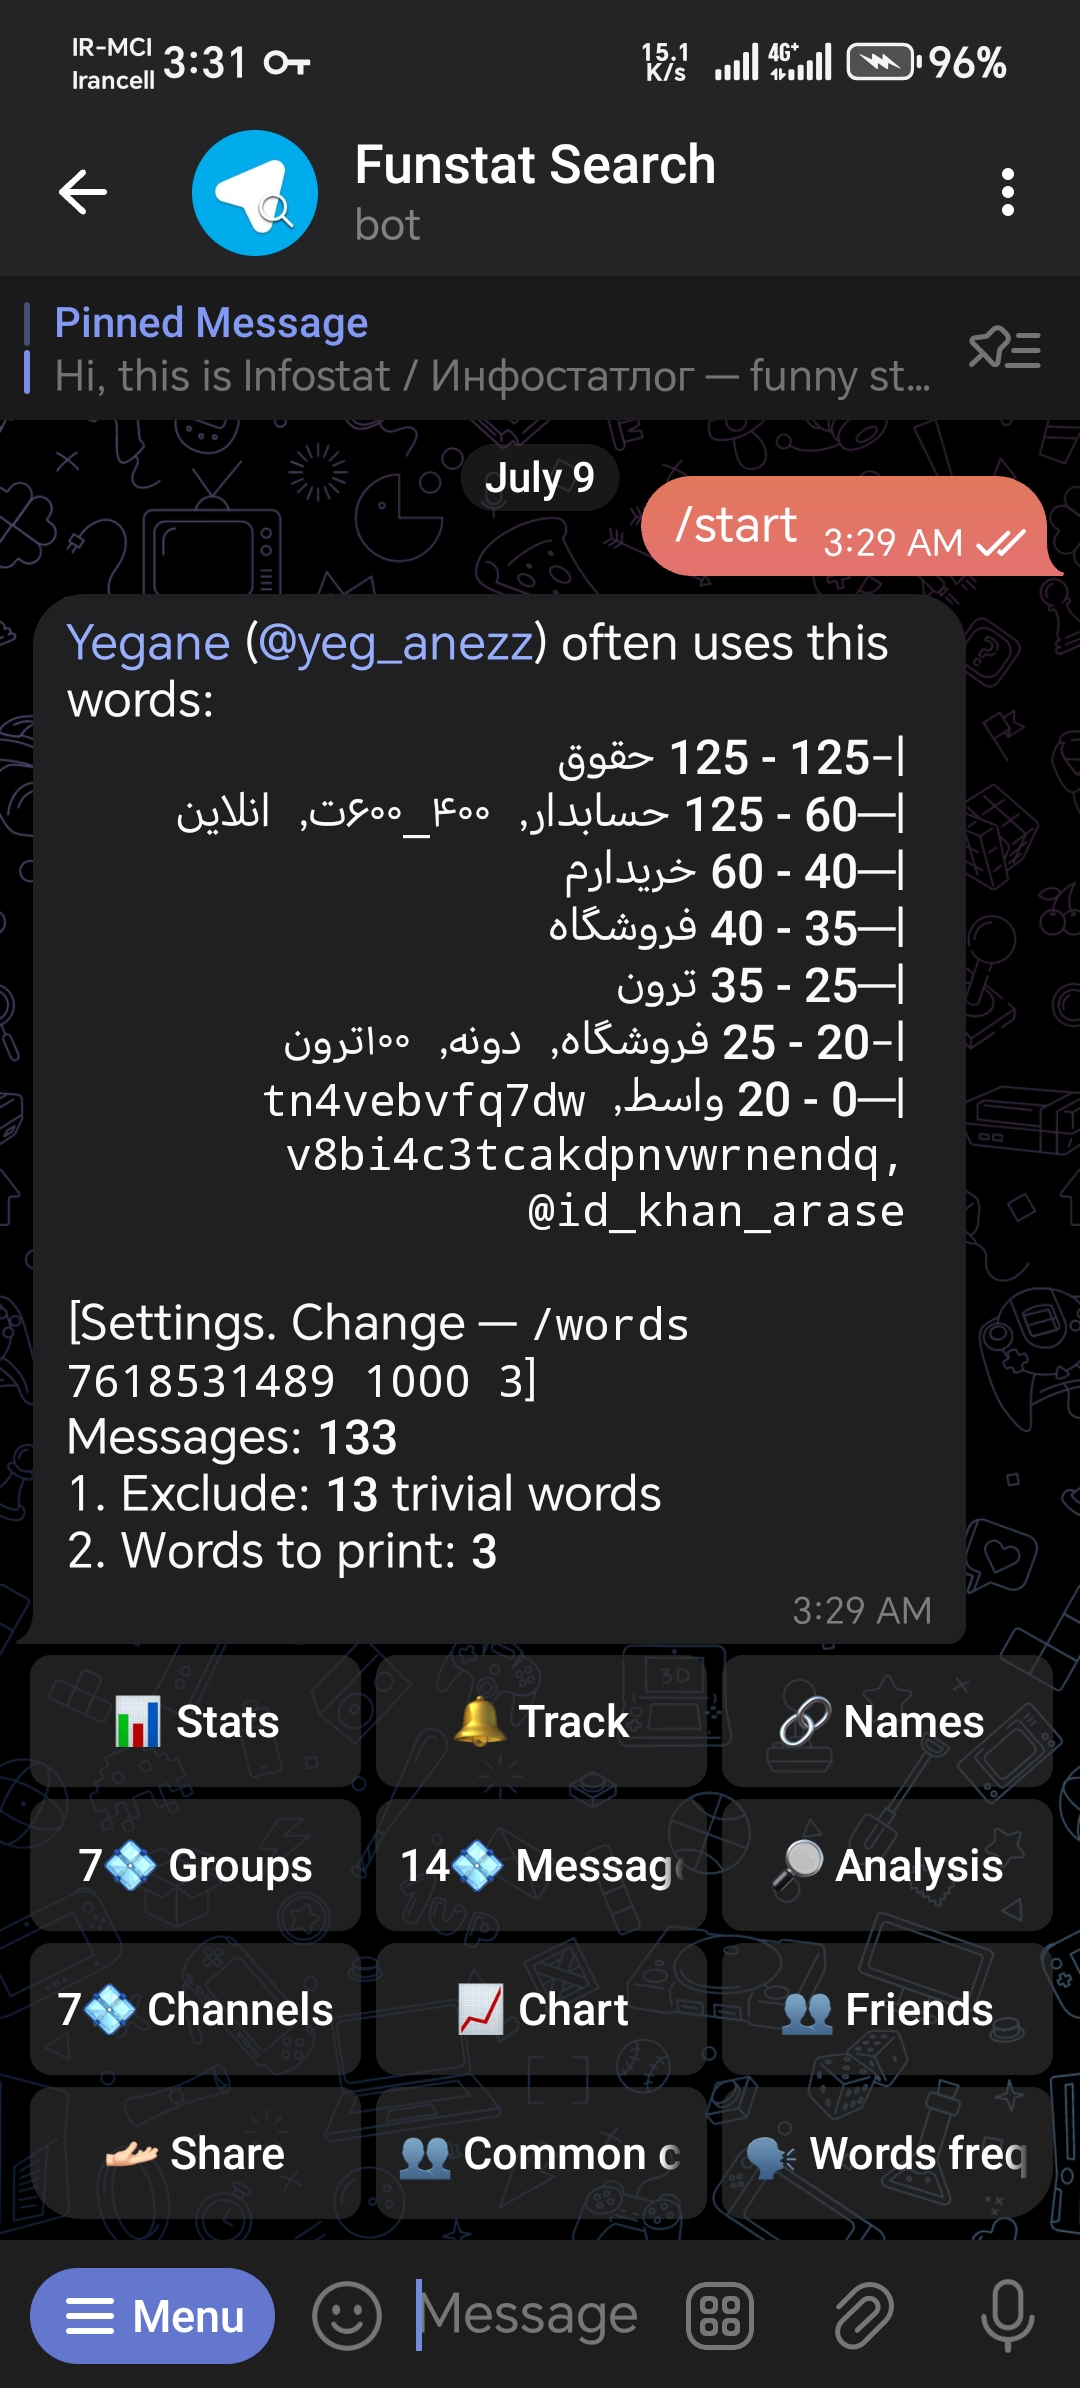 IR-MCI
Irancell
3:31
15.1
K/s
4G+
96%
Funstat Search
bot
Pinned Message
Hi, this is Infostat / Инфостатлог — funny st...
July 9
/start 3:29 AM
Yegane (@yeg_anezz) often uses this
words:
|-125 - 125 حقوق
|—60 - 125 حسابدار, ۴۰۰_۶۰۰ت, انلاین
|—40 - 60 خریدارم
|—35 - 40 فروشگاه
|—25 - 35 ترون
|-20 - 25 فروشگاه, دونه, ۱۰۰ترون
|—0 - 20 واسط, tn4vebvfq7dw
v8bi4c3tcakdpnvwrnendq,
@id_khan_arase
[Settings. Change — /words
7618531489 1000 3]
Messages: 133
1. Exclude: 13 trivial words
2. Words to print: 3
3:29 AM
Stats
Track
Names
7 Groups
14 Messag
Analysis
7 Channels
Chart
Friends
Share
Common c
Words freq
Menu
Message